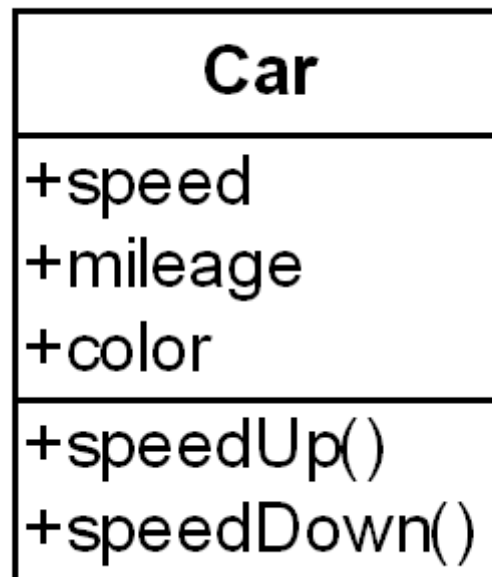 Car
+speed
+mileage
+color
+speedUp()
+speedDown()